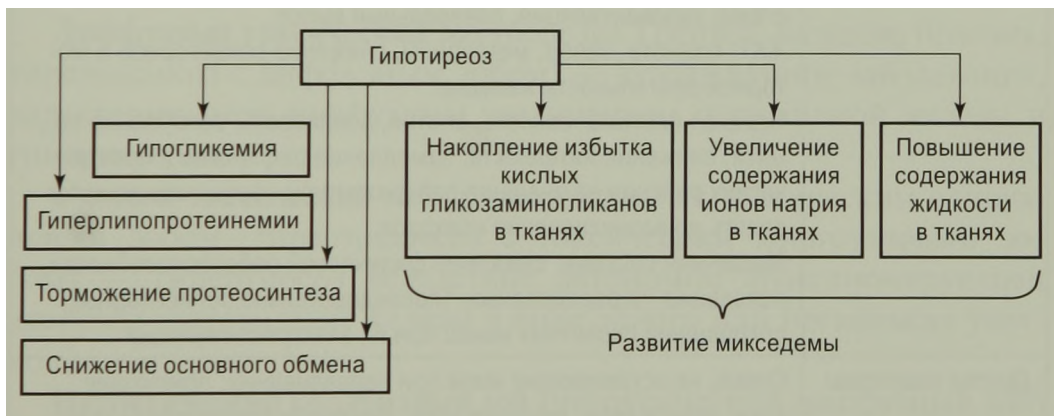 Гипотиреоз
Гипогликемия
Гиперлипопротеинемии
Торможение протеосинтеза
Снижение основного обмена
Накопление избытка
кислых
гликозаминогликанов
в тканях
Увеличение
содержания
ионов натрия
в тканях
Повышение
содержания
жидкости
в тканях
Развитие микседемы